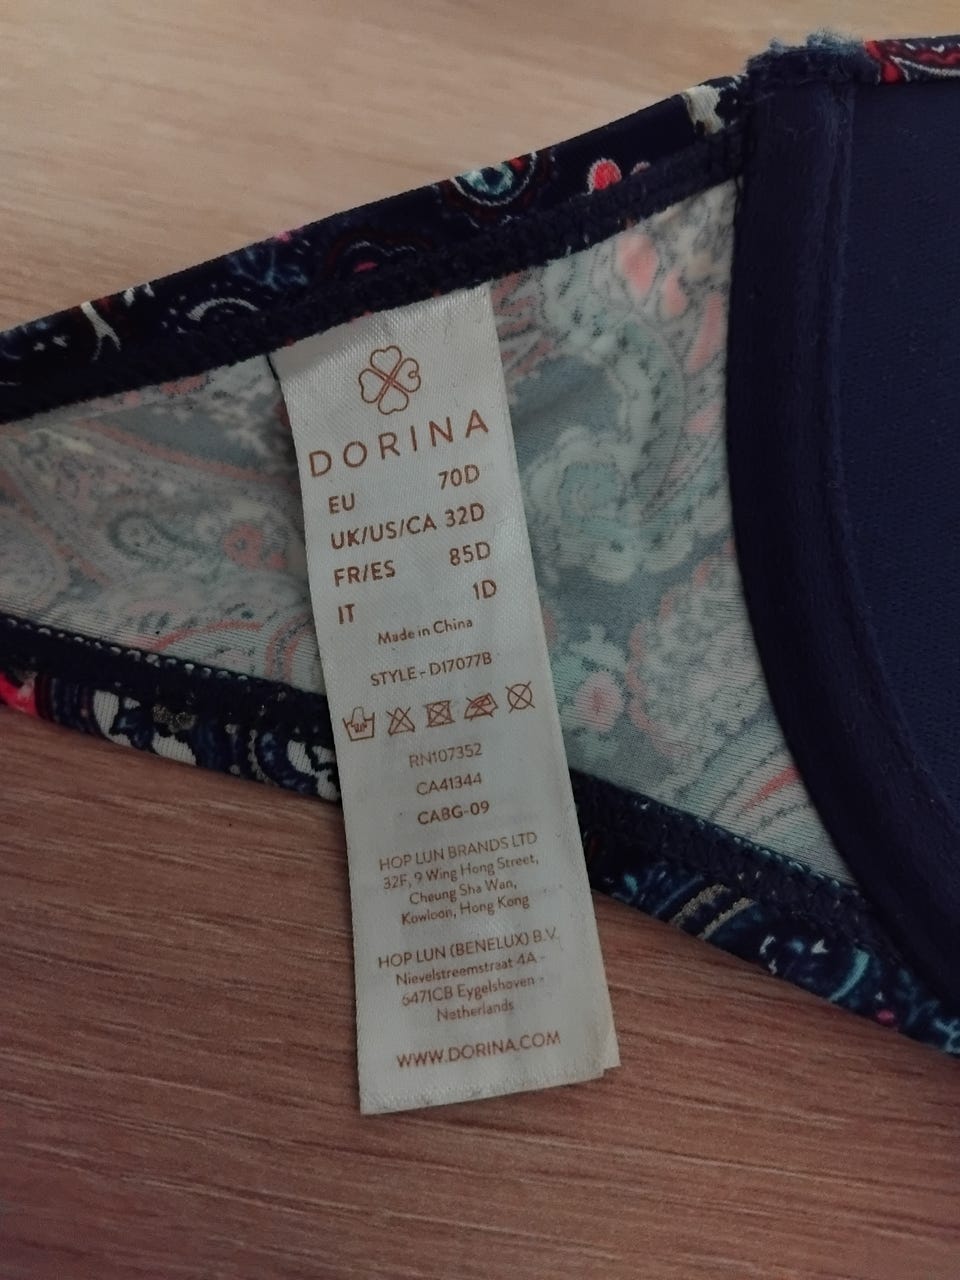 DORINA
EU 70D
UK/US/CA 32D
FR/ES 85D
IT 1D
Made in China
STYLE-D17077B
RN107352
CA41344
CABG-09
HOP LUN BRANDS LTD
32F, 9 Wing Hong Street,
Cheung Sha Wan,
Kowloon, Hong Kong
HOP LUN (BENELUX) B.V.
Nievelstreemstraat 4A -
6471CB Eygelshoven -
Netherlands
WWW.DORINA.COM